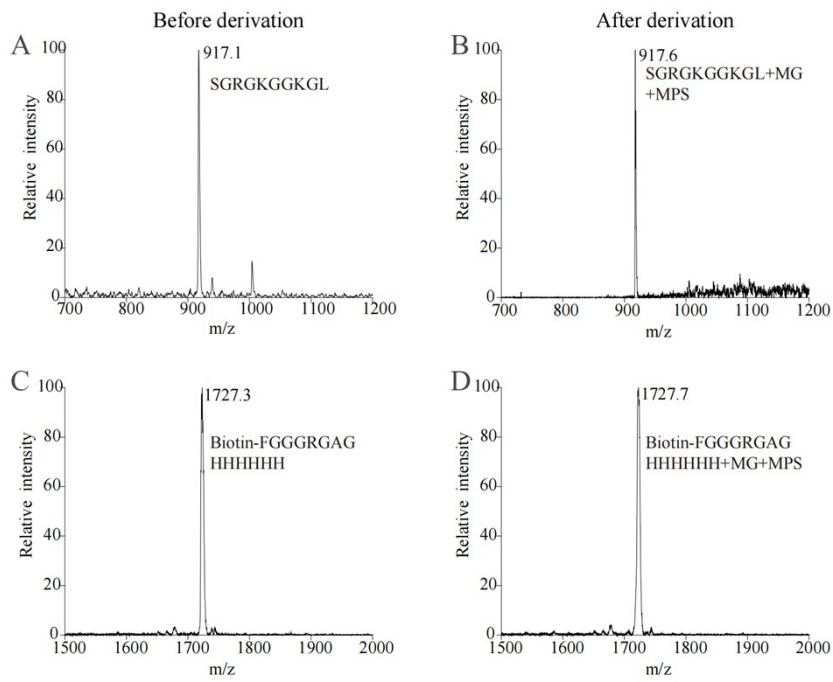 Before derivation
After derivation
A
100
80
60
40
20
0
Relative intensity
917.1
SGRGKGGKGL
700
800
1000
1200
m/z
B
100
80
60
40
20
0
Relative intensity
917.6
SGRGKGGKGL+MG
+MPS
700
800
900
1000
1100
1200
m/z
C
100
80
60
40
20
0
Relative intensity
1727.3
Biotin-FGGGRGAG
HHHHHH
1500
1600
1700
1800
1900
2000
m/z
D
100
80
60
40
20
0
Relative intensity
1727.7
Biotin-FGGGRGAG
HHHHHH+MG+MPS
1500
1600
1700
1800
1900
2000
m/z